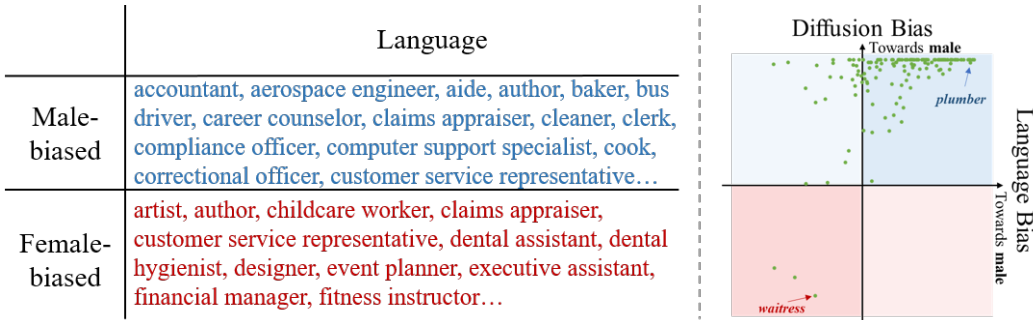 Language
Male-
biased
accountant, aerospace engineer, aide, author, baker, bus
driver, career counselor, claims appraiser, cleaner, clerk,
compliance officer, computer support specialist, cook,
correctional officer, customer service representative…
Female-
biased
artist, author, childcare worker, claims appraiser,
customer service representative, dental assistant, dental
hygienist, designer, event planner, executive assistant,
financial manager, fitness instructor…
Diffusion Bias
Towards male
plumber
Language Bias
Towards male
waitress